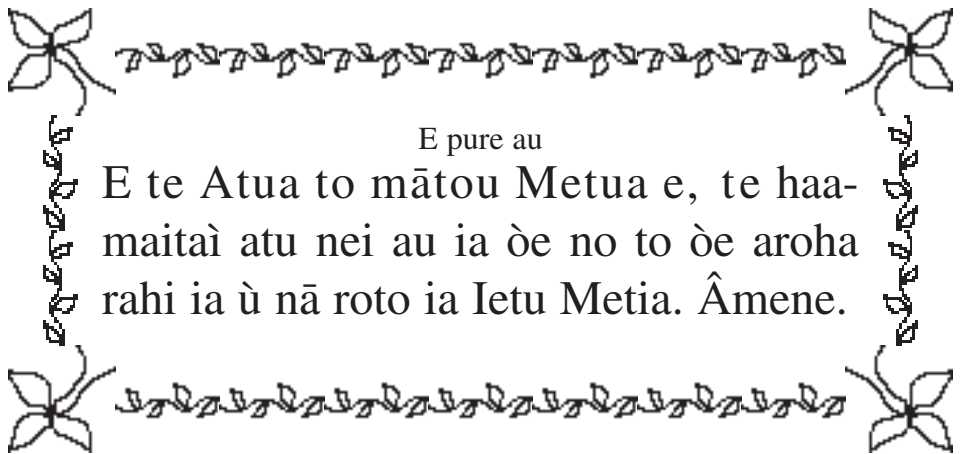 E pure au
E te Atua to mātou Metua e, te haa-
maitaì atu nei au ia òe no to òe aroha
rahi ia ù nā roto ia Ietu Metia. Âmene.